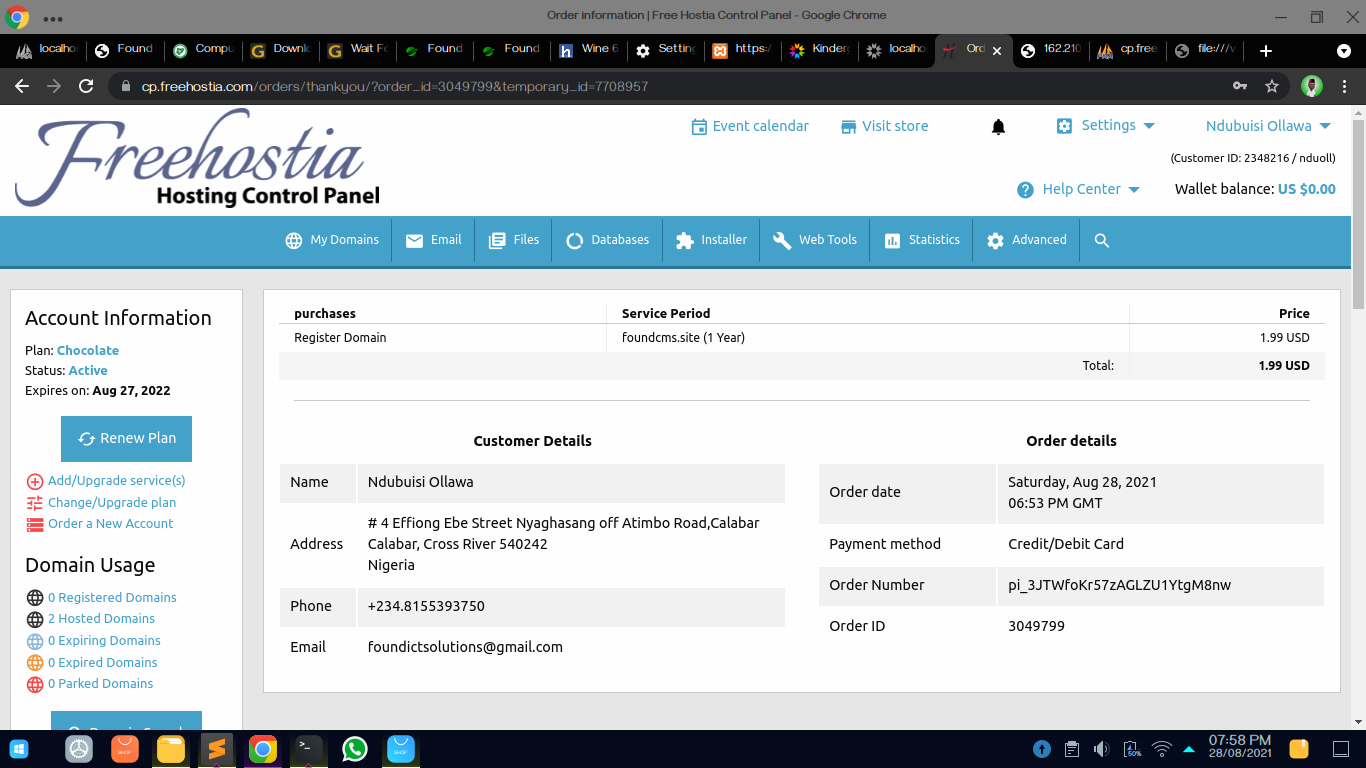 Order information | Free Hostia Control Panel - Google Chrome
localho Found Compu Downlo Wait Fo Found Found Wine 6 Setting https:/ Kinderg localho Ord 162.210 cp.free file:///v
cp.freehostia.com/orders/thankyou/?order_id=3049799&temporary_id=7708957
Freehostia
Hosting Control Panel
Event calendar Visit store Settings Ndubuisi Ollawa
(Customer ID: 2348216 / nduoll)
Help Center Wallet balance: US $0.00
My Domains Email Files Databases Installer Web Tools Statistics Advanced
Account Information
Plan: Chocolate
Status: Active
Expires on: Aug 27, 2022
Renew Plan
Add/Upgrade service(s)
Change/Upgrade plan
Order a New Account
Domain Usage
0 Registered Domains
2 Hosted Domains
0 Expiring Domains
0 Expired Domains
0 Parked Domains
purchases Service Period Price
Register Domain foundcms.site (1 Year) 1.99 USD
Total: 1.99 USD
Customer Details
Name Ndubuisi Ollawa
Address # 4 Effiong Ebe Street Nyaghasang off Atimbo Road,Calabar
Calabar, Cross River 540242
Nigeria
Phone +234.8155393750
Email foundictsolutions@gmail.com
Order details
Order date Saturday, Aug 28, 2021
06:53 PM GMT
Payment method Credit/Debit Card
Order Number pi_3JTWfoKr57zAGLZU1YtgM8nw
Order ID 3049799
SHOP SHOP
50%
07:58 PM
28/08/2021